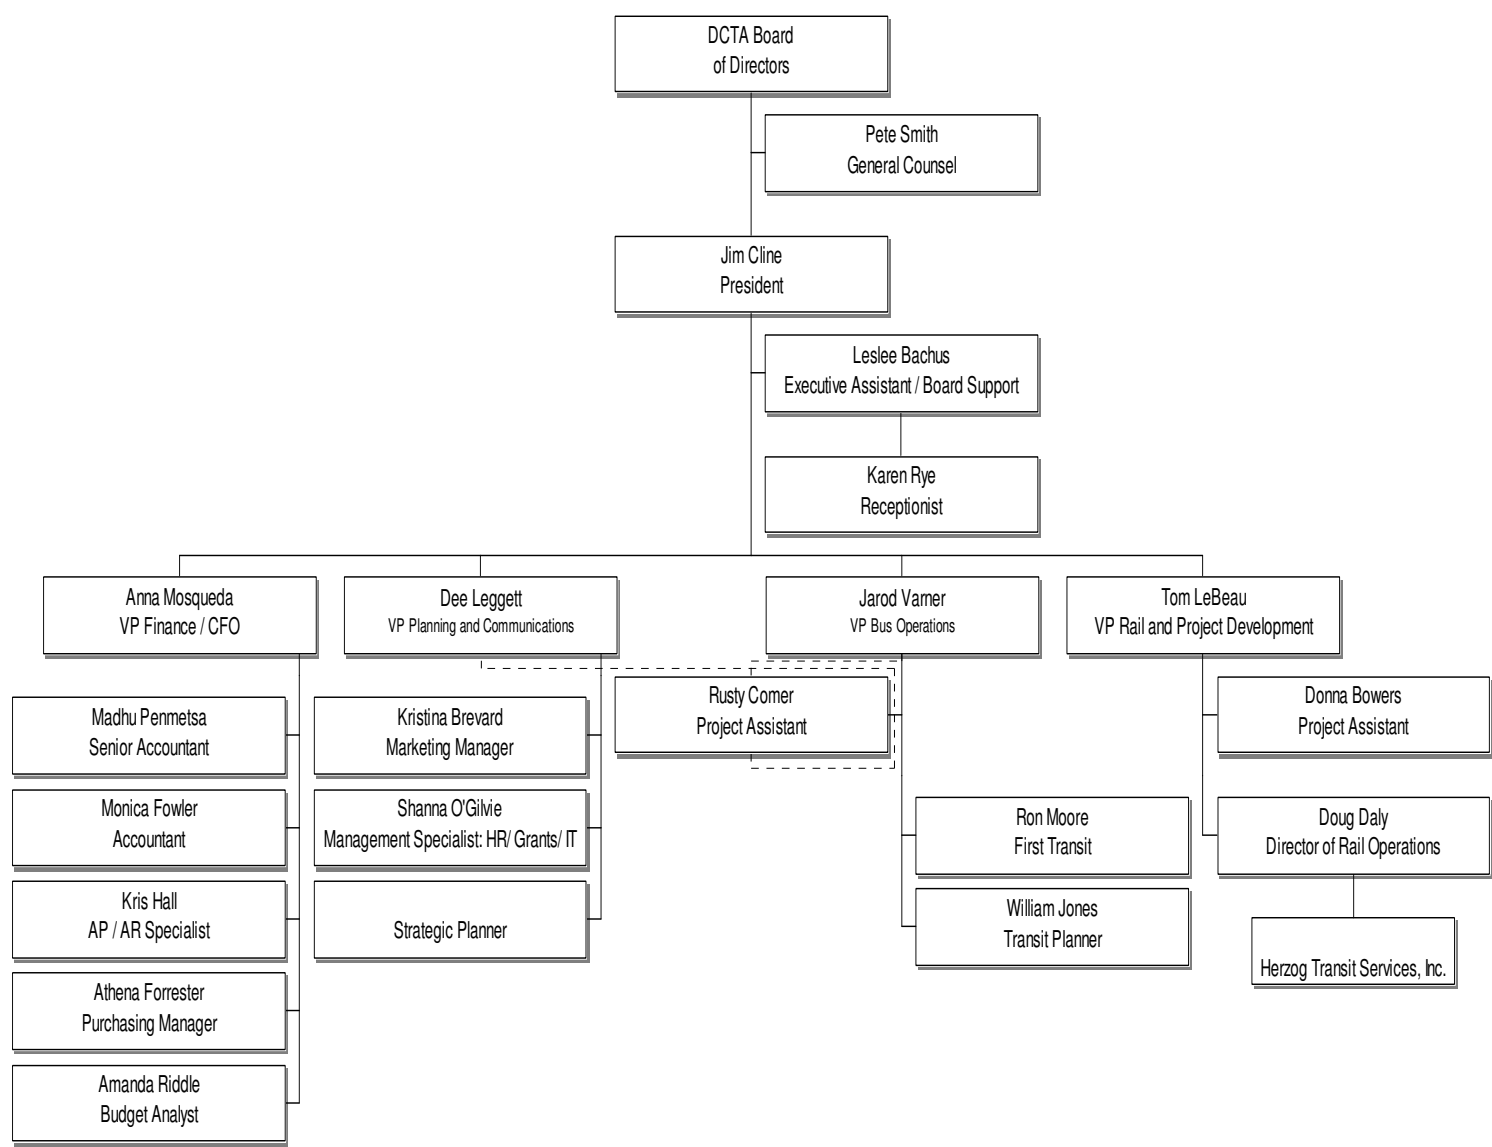 DCTA Board
of Directors
Pete Smith
General Counsel
Jim Cline
President
Leslee Bachus
Executive Assistant / Board Support
Karen Rye
Receptionist
Anna Mosqueda
VP Finance / CFO
Dee Leggett
VP Planning and Communications
Jarod Varner
VP Bus Operations
Tom LeBeau
VP Rail and Project Development
Madhu Penmetsa
Senior Accountant
Monica Fowler
Accountant
Kris Hall
AP / AR Specialist
Athena Forrester
Purchasing Manager
Amanda Riddle
Budget Analyst
Kristina Brevard
Marketing Manager
Shanna O'Gilvie
Management Specialist: HR/ Grants/ IT
Strategic Planner
Rusty Comer
Project Assistant
Ron Moore
First Transit
William Jones
Transit Planner
Donna Bowers
Project Assistant
Doug Daly
Director of Rail Operations
Herzog Transit Services, Inc.